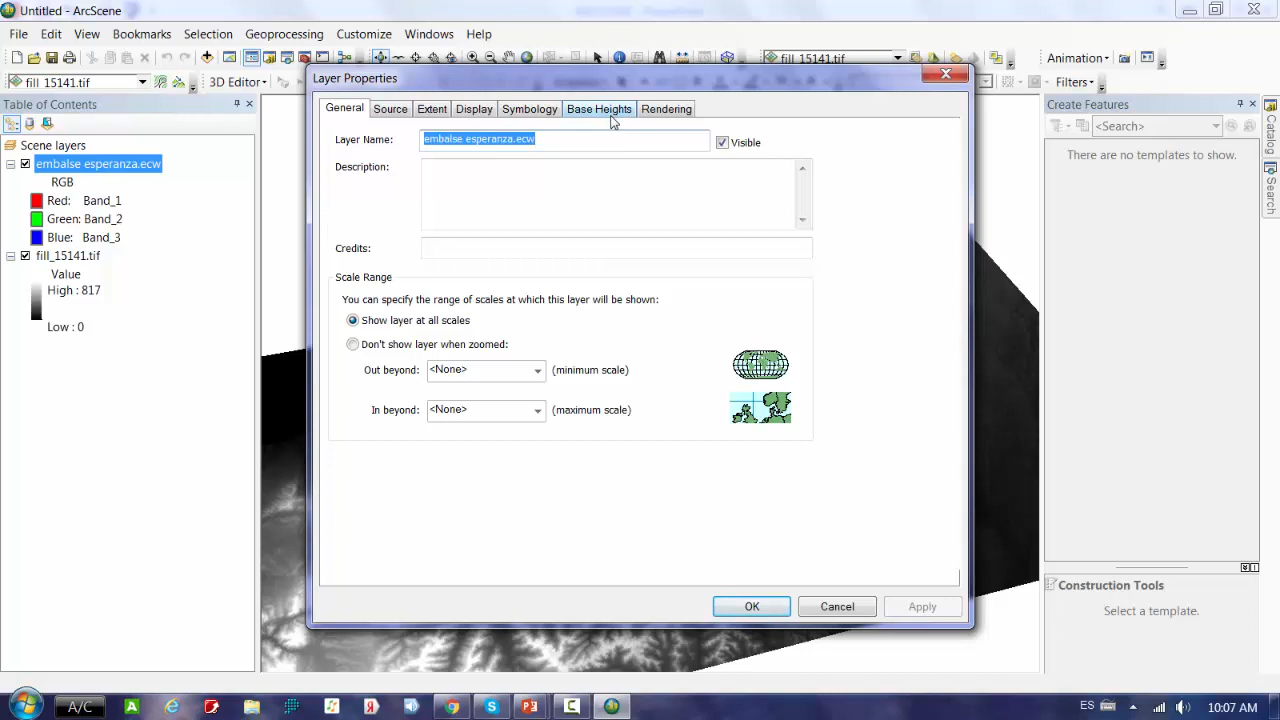 Untitled - ArcScene
File Edit View Bookmarks Selection Geoprocessing Customize Windows Help
fill_15141.tif Animation
fill_15141.tif 3D Editor Filters
Table of Contents
Scene layers
embalse esperanza.ecw
RGB
Red: Band_1
Green: Band_2
Blue: Band_3
fill_15141.tif
Value
High : 817
Low : 0
Layer Properties
General Source Extent Display Symbology Base Heights Rendering
Layer Name: embalse esperanza.ecw Visible
Description:
Credits:
Scale Range
You can specify the range of scales at which this layer will be shown:
Show layer at all scales
Don't show layer when zoomed:
Out beyond: <None> (minimum scale)
In beyond: <None> (maximum scale)
OK Cancel Apply
Create Features
<Search>
There are no templates to show.
Construction Tools
Select a template.
Catalog
Search
A/C ES 10:07 AM